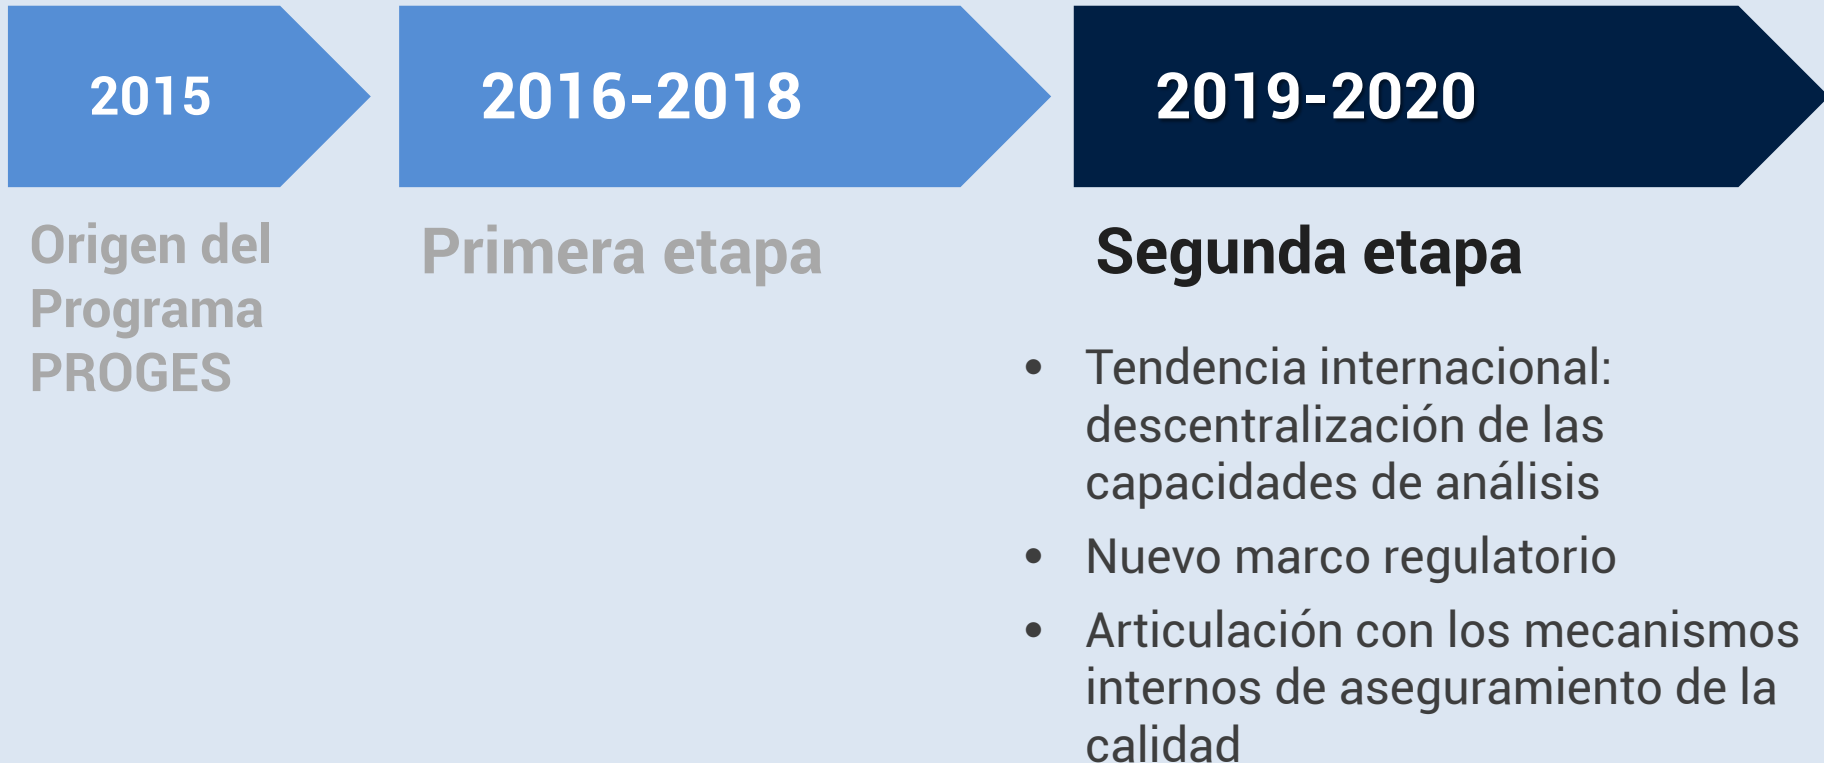 2015
Origen del
Programa
PROGES
2016-2018
Primera etapa
2019-2020
Segunda etapa
• Tendencia internacional:
descentralización de las
capacidades de análisis
• Nuevo marco regulatorio
• Articulación con los mecanismos
internos de aseguramiento de la
calidad